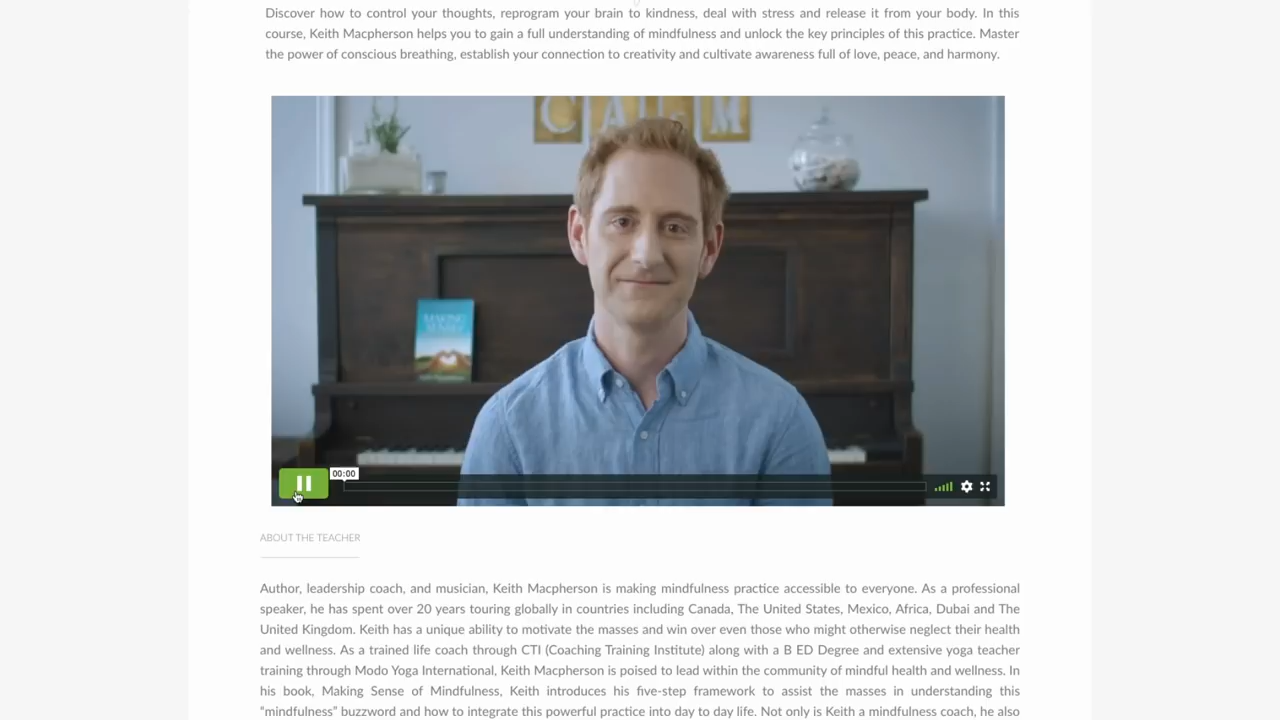 Discover how to control your thoughts, reprogram your brain to kindness, deal with stress and release it from your body. In this
course, Keith Macpherson helps you to gain a full understanding of mindfulness and unlock the key principles of this practice. Master
the power of conscious breathing, establish your connection to creativity and cultivate awareness full of love, peace, and harmony.
CALM
MAKING
SENSE
00:00
ABOUT THE TEACHER
Author, leadership coach, and musician, Keith Macpherson is making mindfulness practice accessible to everyone. As a professional
speaker, he has spent over 20 years touring globally in countries including Canada, The United States, Mexico, Africa, Dubai and The
United Kingdom. Keith has a unique ability to motivate the masses and win over even those who might otherwise neglect their health
and wellness. As a trained life coach through CTI (Coaching Training Institute) along with a B ED Degree and extensive yoga teacher
training through Modo Yoga International, Keith Macpherson is poised to lead within the community of mindful health and wellness. In
his book, Making Sense of Mindfulness, Keith introduces his five-step framework to assist the masses in understanding this
“mindfulness” buzzword and how to integrate this powerful practice into day to day life. Not only is Keith a mindfulness coach, he also